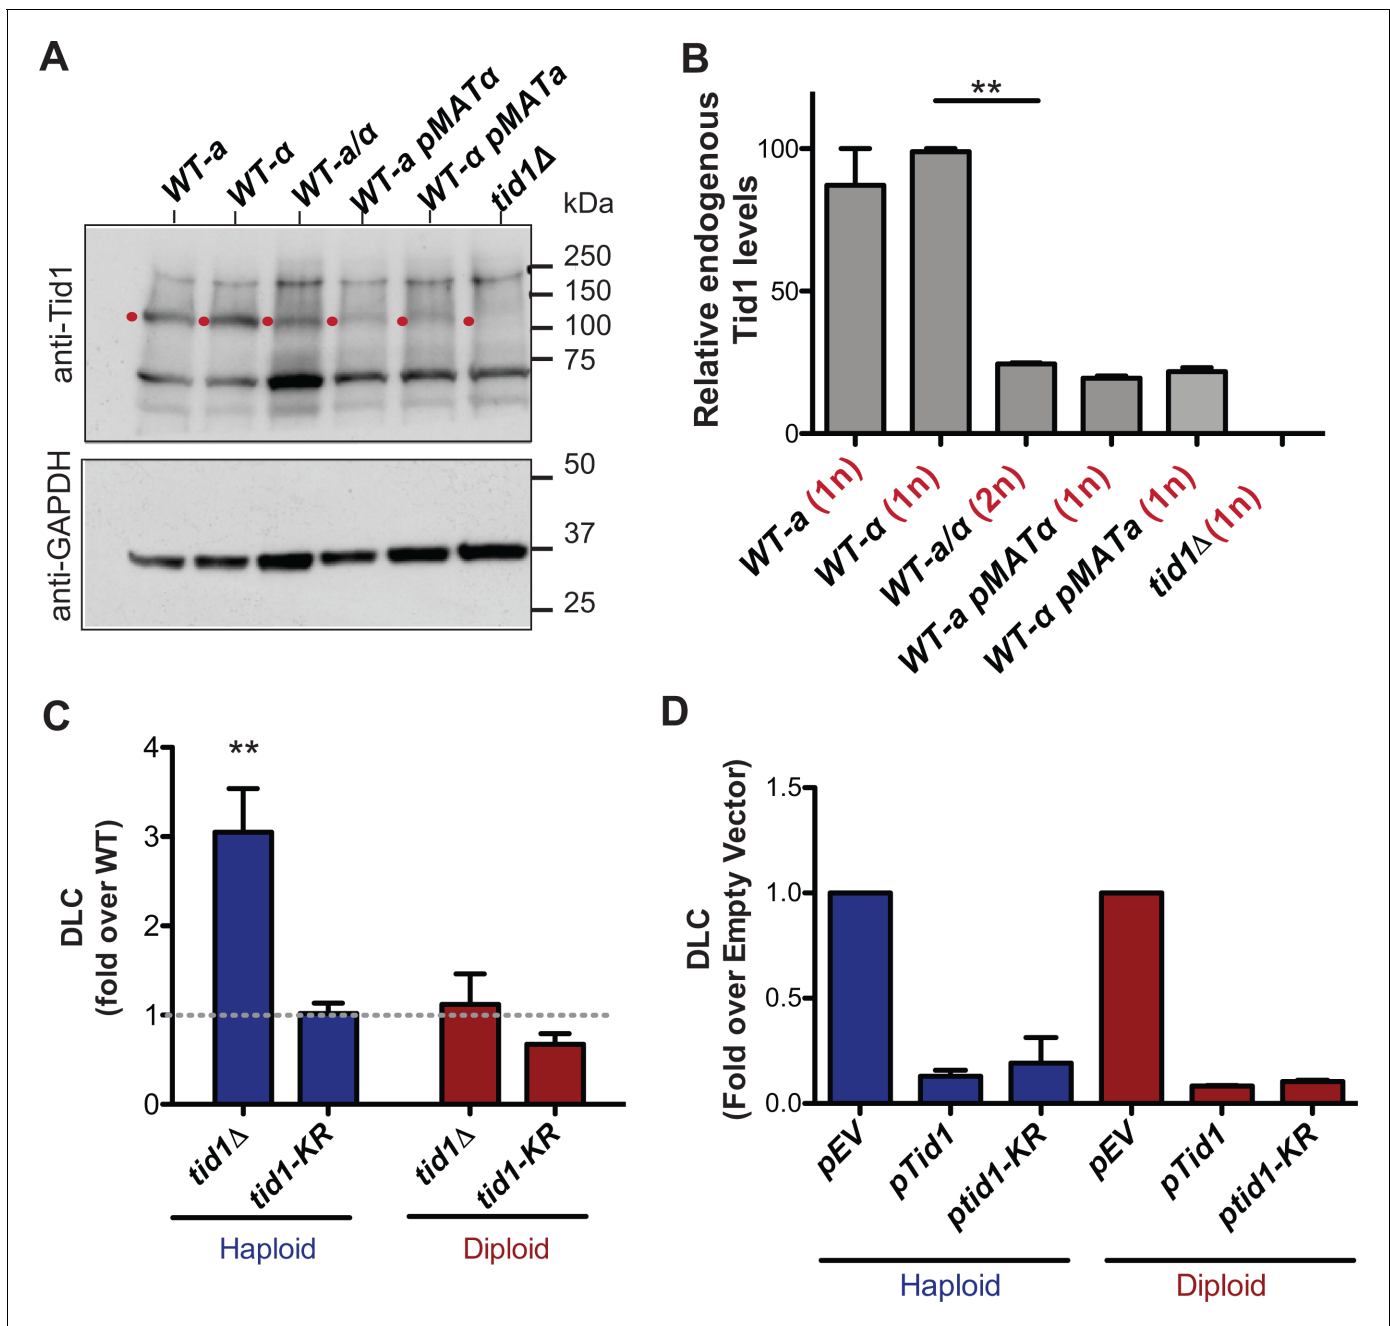 A
WT-a
WT-α
WT-a/α
WT-a pMATα
WT-α pMATa
tid1Δ
kDa
anti-Tid1
250
150
100
75
anti-GAPDH
50
37
25
B
**
Relative endogenous
Tid1 levels
100
50
0
WT-a (1n)
WT-α (1n)
WT-a/α (2n)
WT-a pMATα (1n)
WT-α pMATa (1n)
tid1Δ(1n)
C
**
DLC
(fold over WT)
4
3
2
1
0
tid1Δ
tid1-KR
tid1Δ
tid1-KR
Haploid
Diploid
D
DLC
(Fold over Empty Vector)
1.5
1.0
0.5
0.0
pEV
pTid1
ptid1-KR
pEV
pTid1
ptid1-KR
Haploid
Diploid